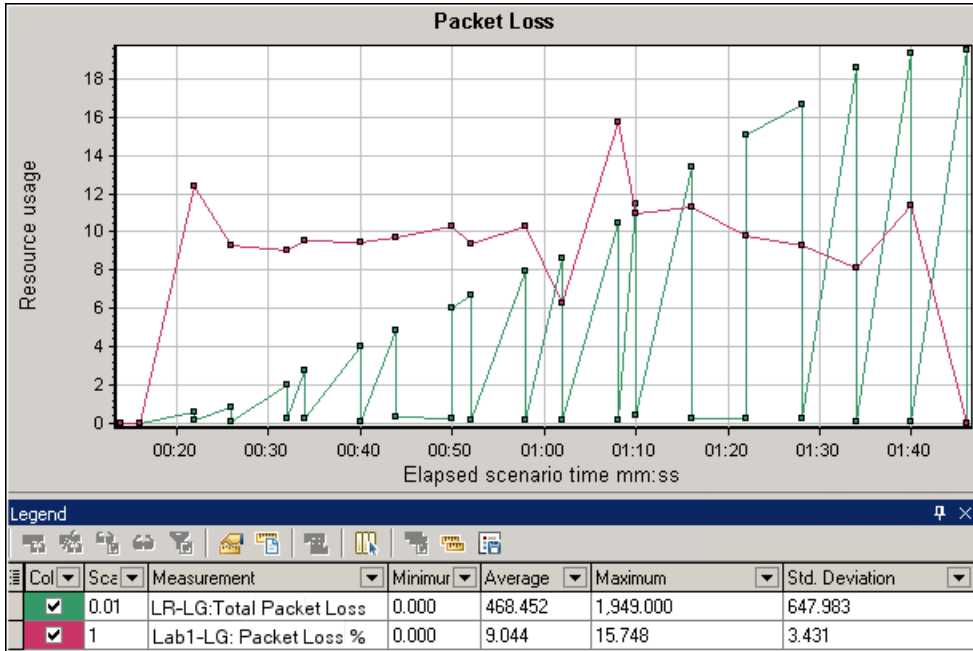 Packet Loss
Resource usage
18
16
14
12
10
8
6
4
2
0
00:20 00:30 00:40 00:50 01:00 01:10 01:20 01:30 01:40
Elapsed scenario time mm:ss
Legend
Col Sca Measurement Minimur Average Maximum Std. Deviation
0.01 LR-LG:Total Packet Loss 0.000 468.452 1,949.000 647.983
1 Lab1-LG: Packet Loss % 0.000 9.044 15.748 3.431